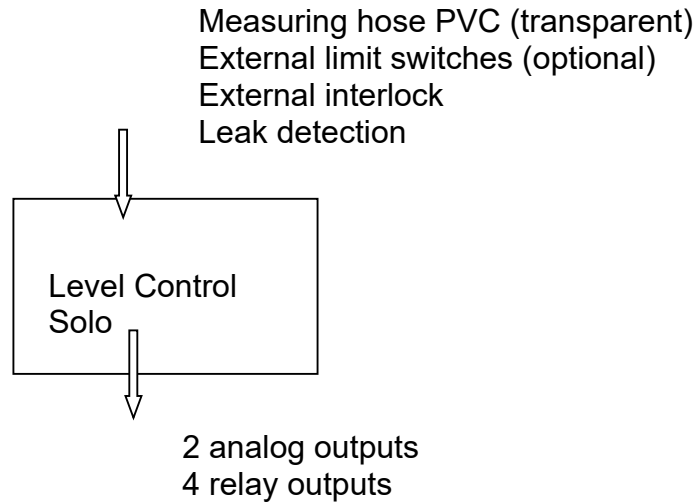 Measuring hose PVC (transparent)
External limit switches (optional)
External interlock
Leak detection
Level Control
Solo
2 analog outputs
4 relay outputs